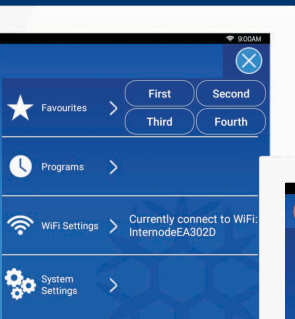 9:00AM
Favourites
First Second
Third Fourth
Programs
WiFi Settings
Currently connect to WiFi:
InternodeEA302D
System
Settings